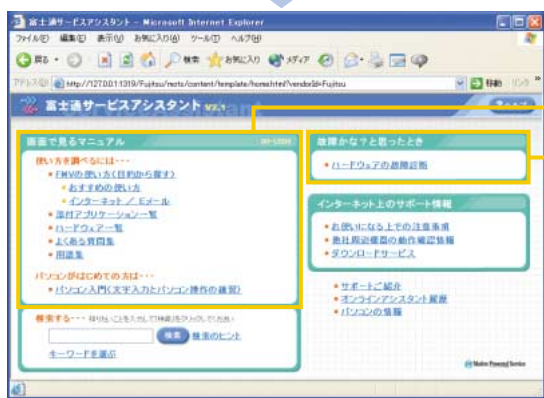 富士通サービスアシスタント - Microsoft Internet Explorer
ファイル(F) 編集(E) 表示(V) お気に入り(A) ツール(T) ヘルプ(H)
戻る 検索 お気に入り メディア
アドレス(D) http://127.0.0.1:1319/Fujitsu/mots/content/template/home.html?vendorId=Fujitsu 移動 リンク
富士通サービスアシスタント V3.1
画面で見るマニュアル
使い方を調べるには・・・
FMVの使い方(目的から探す)
おすすめの使い方
インターネット／Eメール
添付アプリケーション一覧
ハードウェア一覧
よくある質問集
用語集
パソコンがはじめての方は・・・
パソコン入門(文字入力とパソコン操作の練習)
検索する・・・
検索 検索のヒント
キーワードを選ぶ
故障かな？と思ったとき
ハードウェアの故障診断
インターネット上のサポート情報
お使いになる上での注意事項
他社周辺機器の動作確認情報
ダウンロードサービス
サポートご紹介
オンラインアシスタント履歴
パソコンの情報
Motive Powered Service